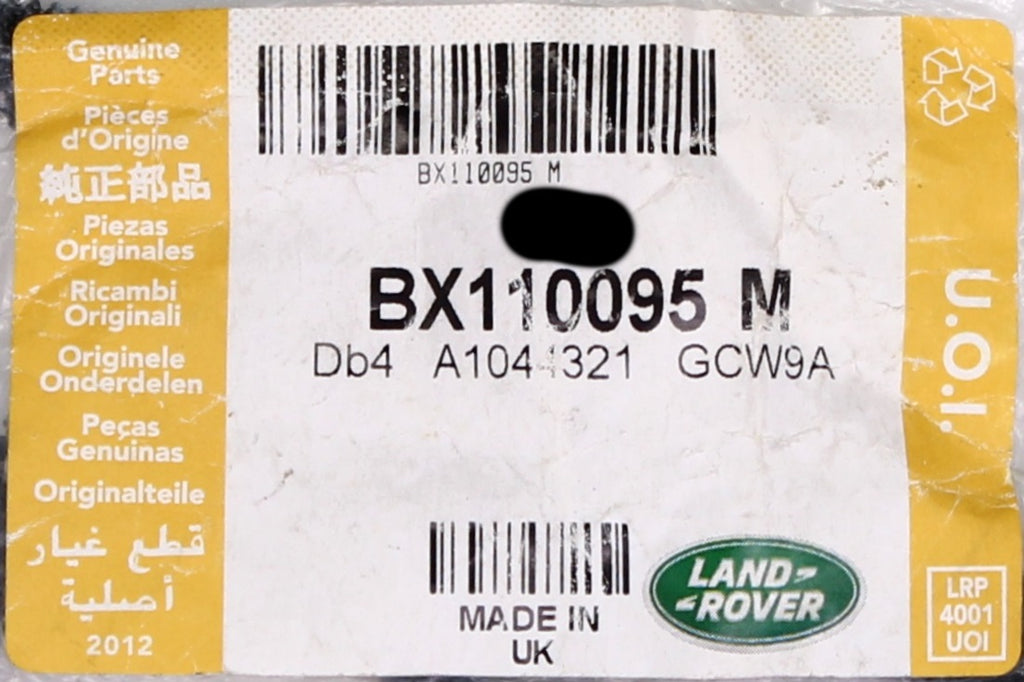 Genuine
Parts
Pièces
d'Origine
純正部品
Piezas
Originales
Ricambi
Originali
Originele
Onderdelen
Peças
Genuinas
Originalteile
قطع غيار
أصلية
2012
BX110095 M
BX110095 M
Db4 GCW9A
MADE IN
UK
LAND-
-ROVER
U.O.I.
LRP
4001
UOI